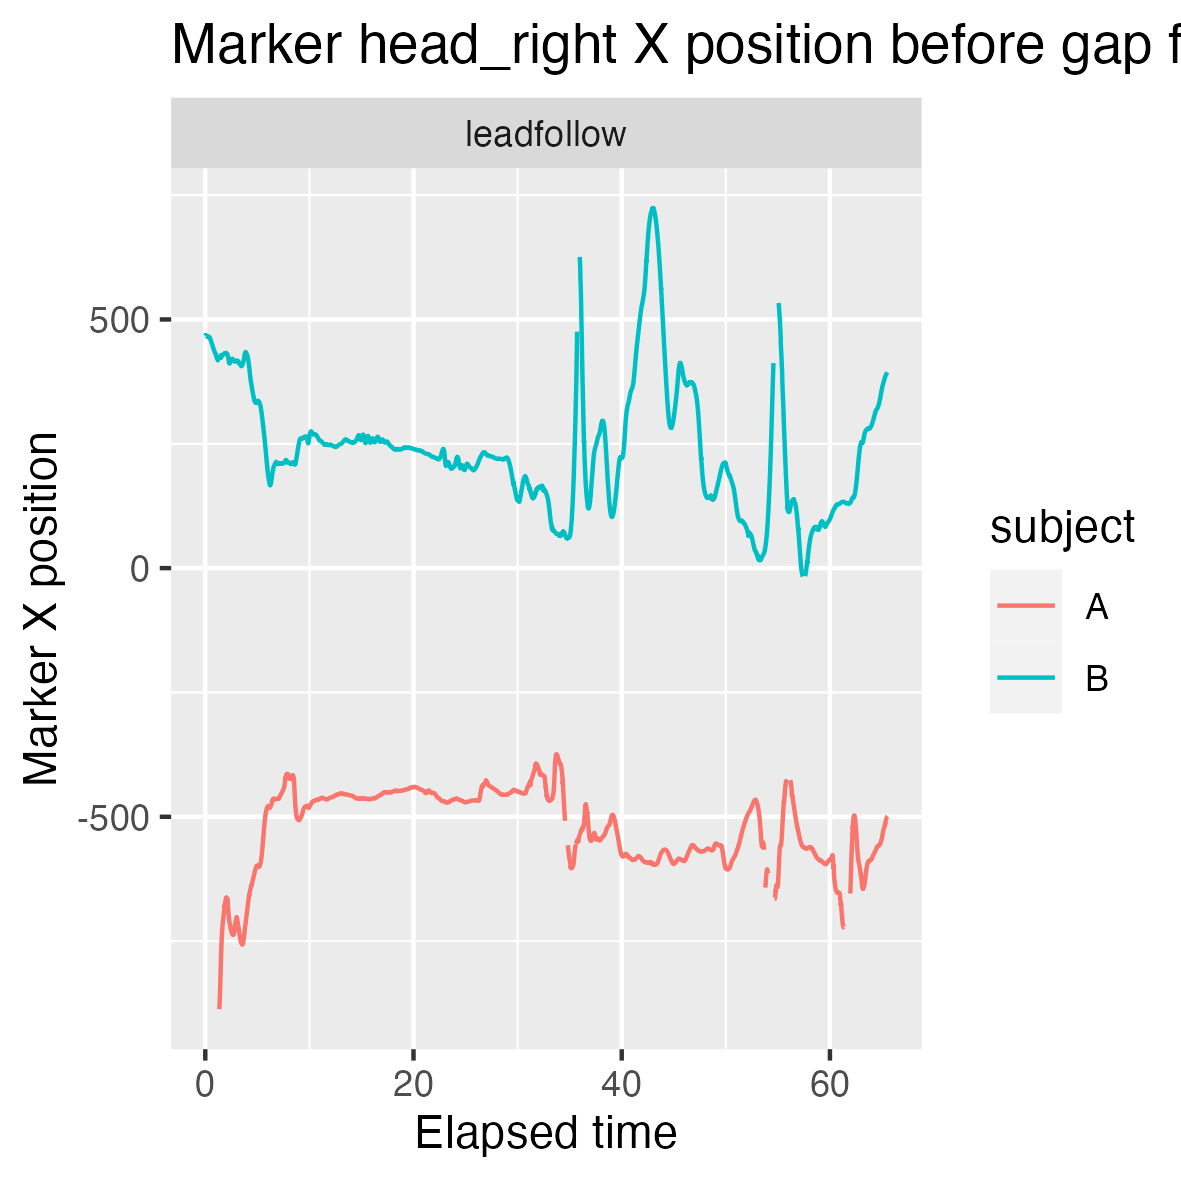 Marker head_right X position before gap f
leadfollow
500
0
-500
Marker X position
0 20 40 60
Elapsed time
subject
A
B